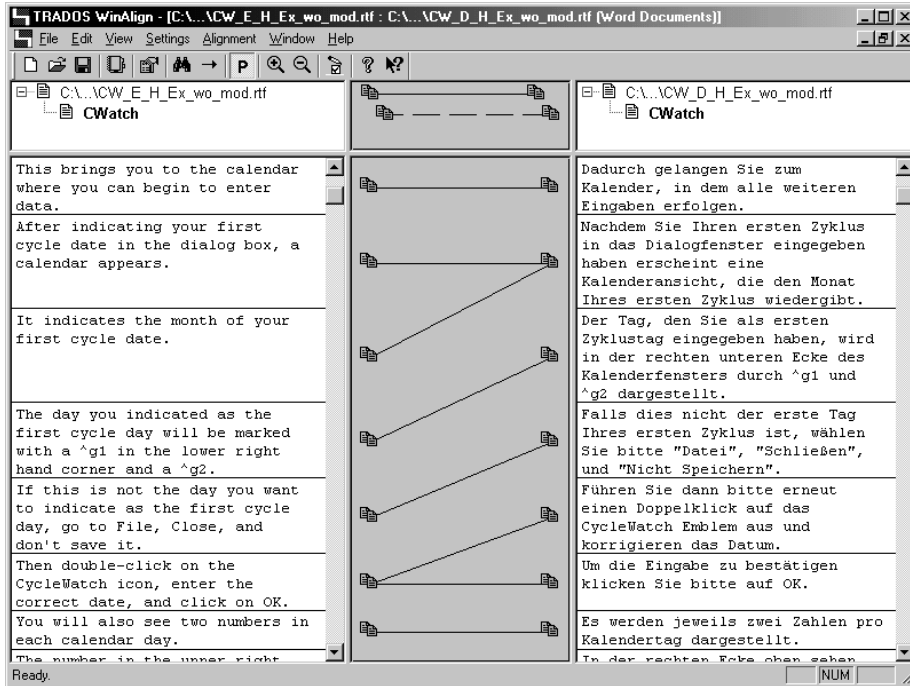 TRADOS WinAlign - [C:\...\CW_E_H_Ex_wo_mod.rtf : C:\...\CW_D_H_Ex_wo_mod.rtf (Word Documents)]
File Edit View Settings Alignment Window Help
P
C:\...\CW_E_H_Ex_wo_mod.rtf
CWatch
C:\...\CW_D_H_Ex_wo_mod.rtf
CWatch
This brings you to the calendar
where you can begin to enter
data.
After indicating your first
cycle date in the dialog box, a
calendar appears.
It indicates the month of your
first cycle date.
The day you indicated as the
first cycle day will be marked
with a ^g1 in the lower right
hand corner and a ^g2.
If this is not the day you want
to indicate as the first cycle
day, go to File, Close, and
don't save it.
Then double-click on the
CycleWatch icon, enter the
correct date, and click on OK.
You will also see two numbers in
each calendar day.
The number in the upper right
Dadurch gelangen Sie zum
Kalender, in dem alle weiteren
Eingaben erfolgen.
Nachdem Sie Ihren ersten Zyklus
in das Dialogfenster eingegeben
haben erscheint eine
Kalenderansicht, die den Monat
Ihres ersten Zyklus wiedergibt.
Der Tag, den Sie als ersten
Zyklustag eingegeben haben, wird
in der rechten unteren Ecke des
Kalenderfensters durch ^g1 und
^g2 dargestellt.
Falls dies nicht der erste Tag
Ihres ersten Zyklus ist, wählen
Sie bitte "Datei", "Schließen",
und "Nicht Speichern".
Führen Sie dann bitte erneut
einen Doppelklick auf das
CycleWatch Emblem aus und
korrigieren das Datum.
Um die Eingabe zu bestätigen
klicken Sie bitte auf OK.
Es werden jeweils zwei Zahlen pro
Kalendertag dargestellt.
In der rechten Ecke oben sehen
Ready.
NUM